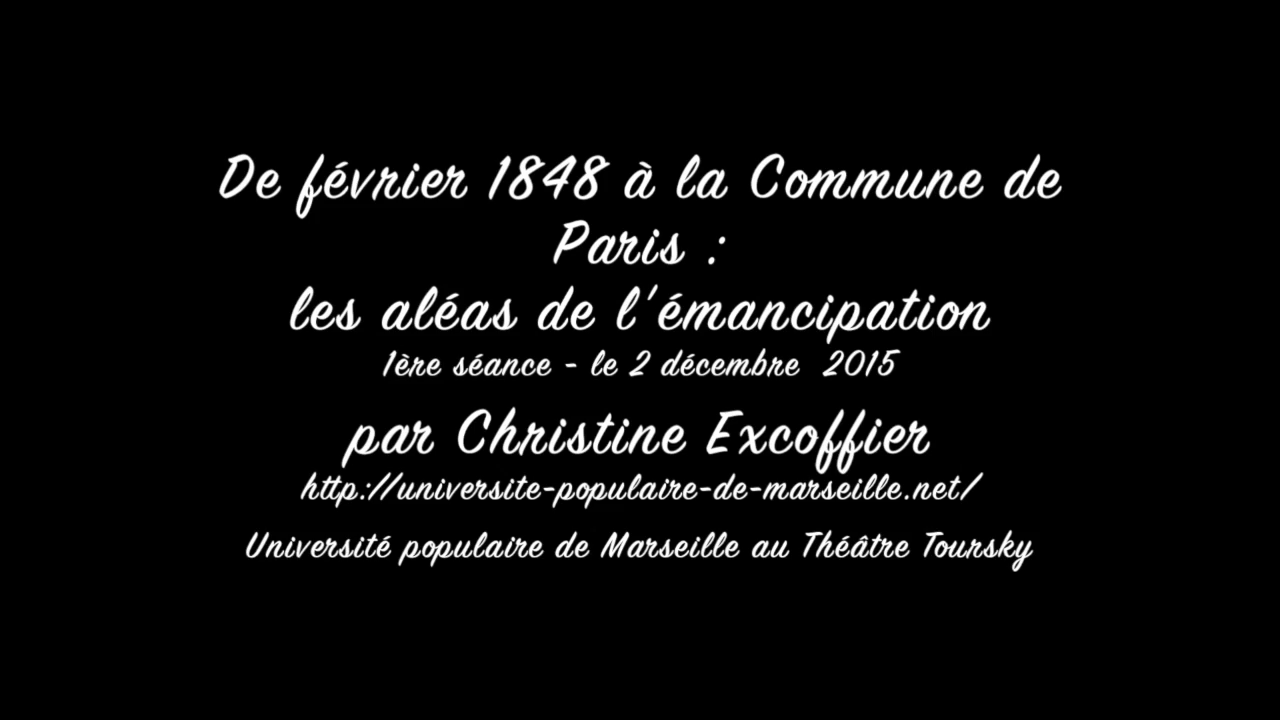 De février 1848 à la Commune de
Paris :
les aléas de l'émancipation
1ère séance - le 2 décembre 2015
par Christine Excoffier
http://universite-populaire-de-marseille.net/
Université populaire de Marseille au Théâtre Toursky